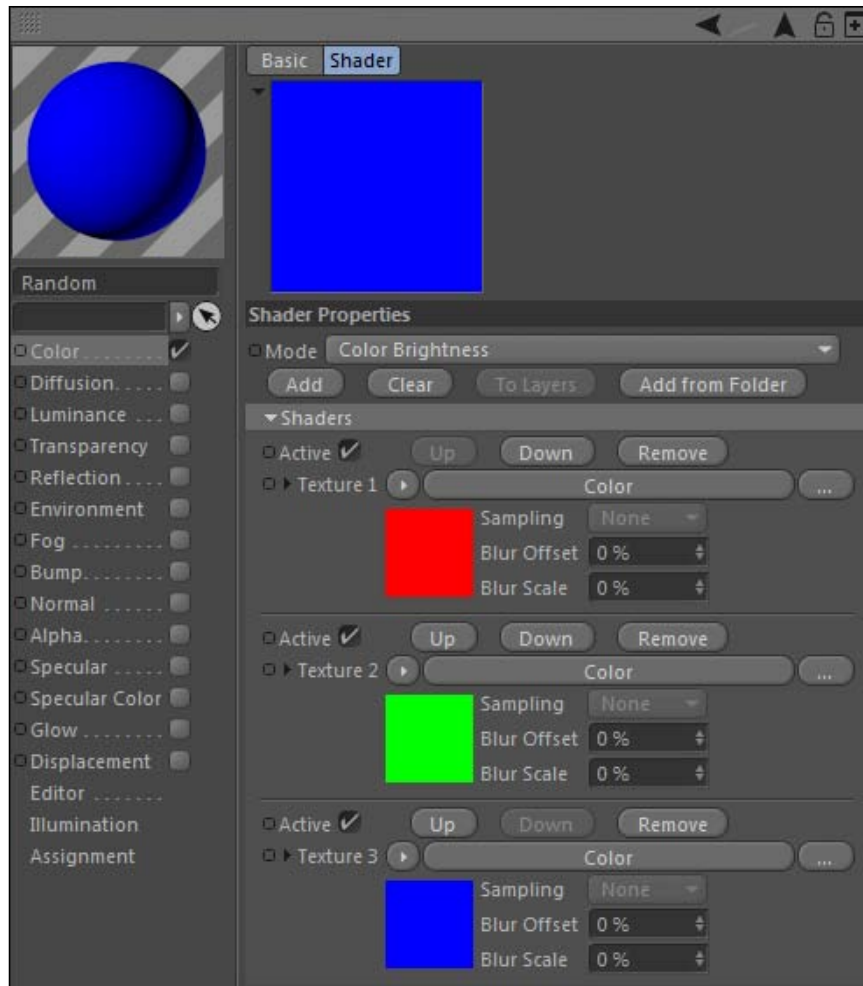 Basic Shader
Random
Shader Properties
Mode Color Brightness
Add Clear To Layers Add from Folder
Shaders
Active Up Down Remove
Texture 1 Color ...
Sampling None
Blur Offset 0 %
Blur Scale 0 %
Active Up Down Remove
Texture 2 Color ...
Sampling None
Blur Offset 0 %
Blur Scale 0 %
Active Up Down Remove
Texture 3 Color ...
Sampling None
Blur Offset 0 %
Blur Scale 0 %
Color . . . . . . . .
Diffusion. . . . .
Luminance . . .
Transparency
Reflection . . . .
Environment
Fog . . . . . . . . .
Bump. . . . . . . .
Normal . . . . . .
Alpha. . . . . . . .
Specular . . . . .
Specular Color
Glow . . . . . . . .
Displacement
Editor . . . . . . .
Illumination
Assignment